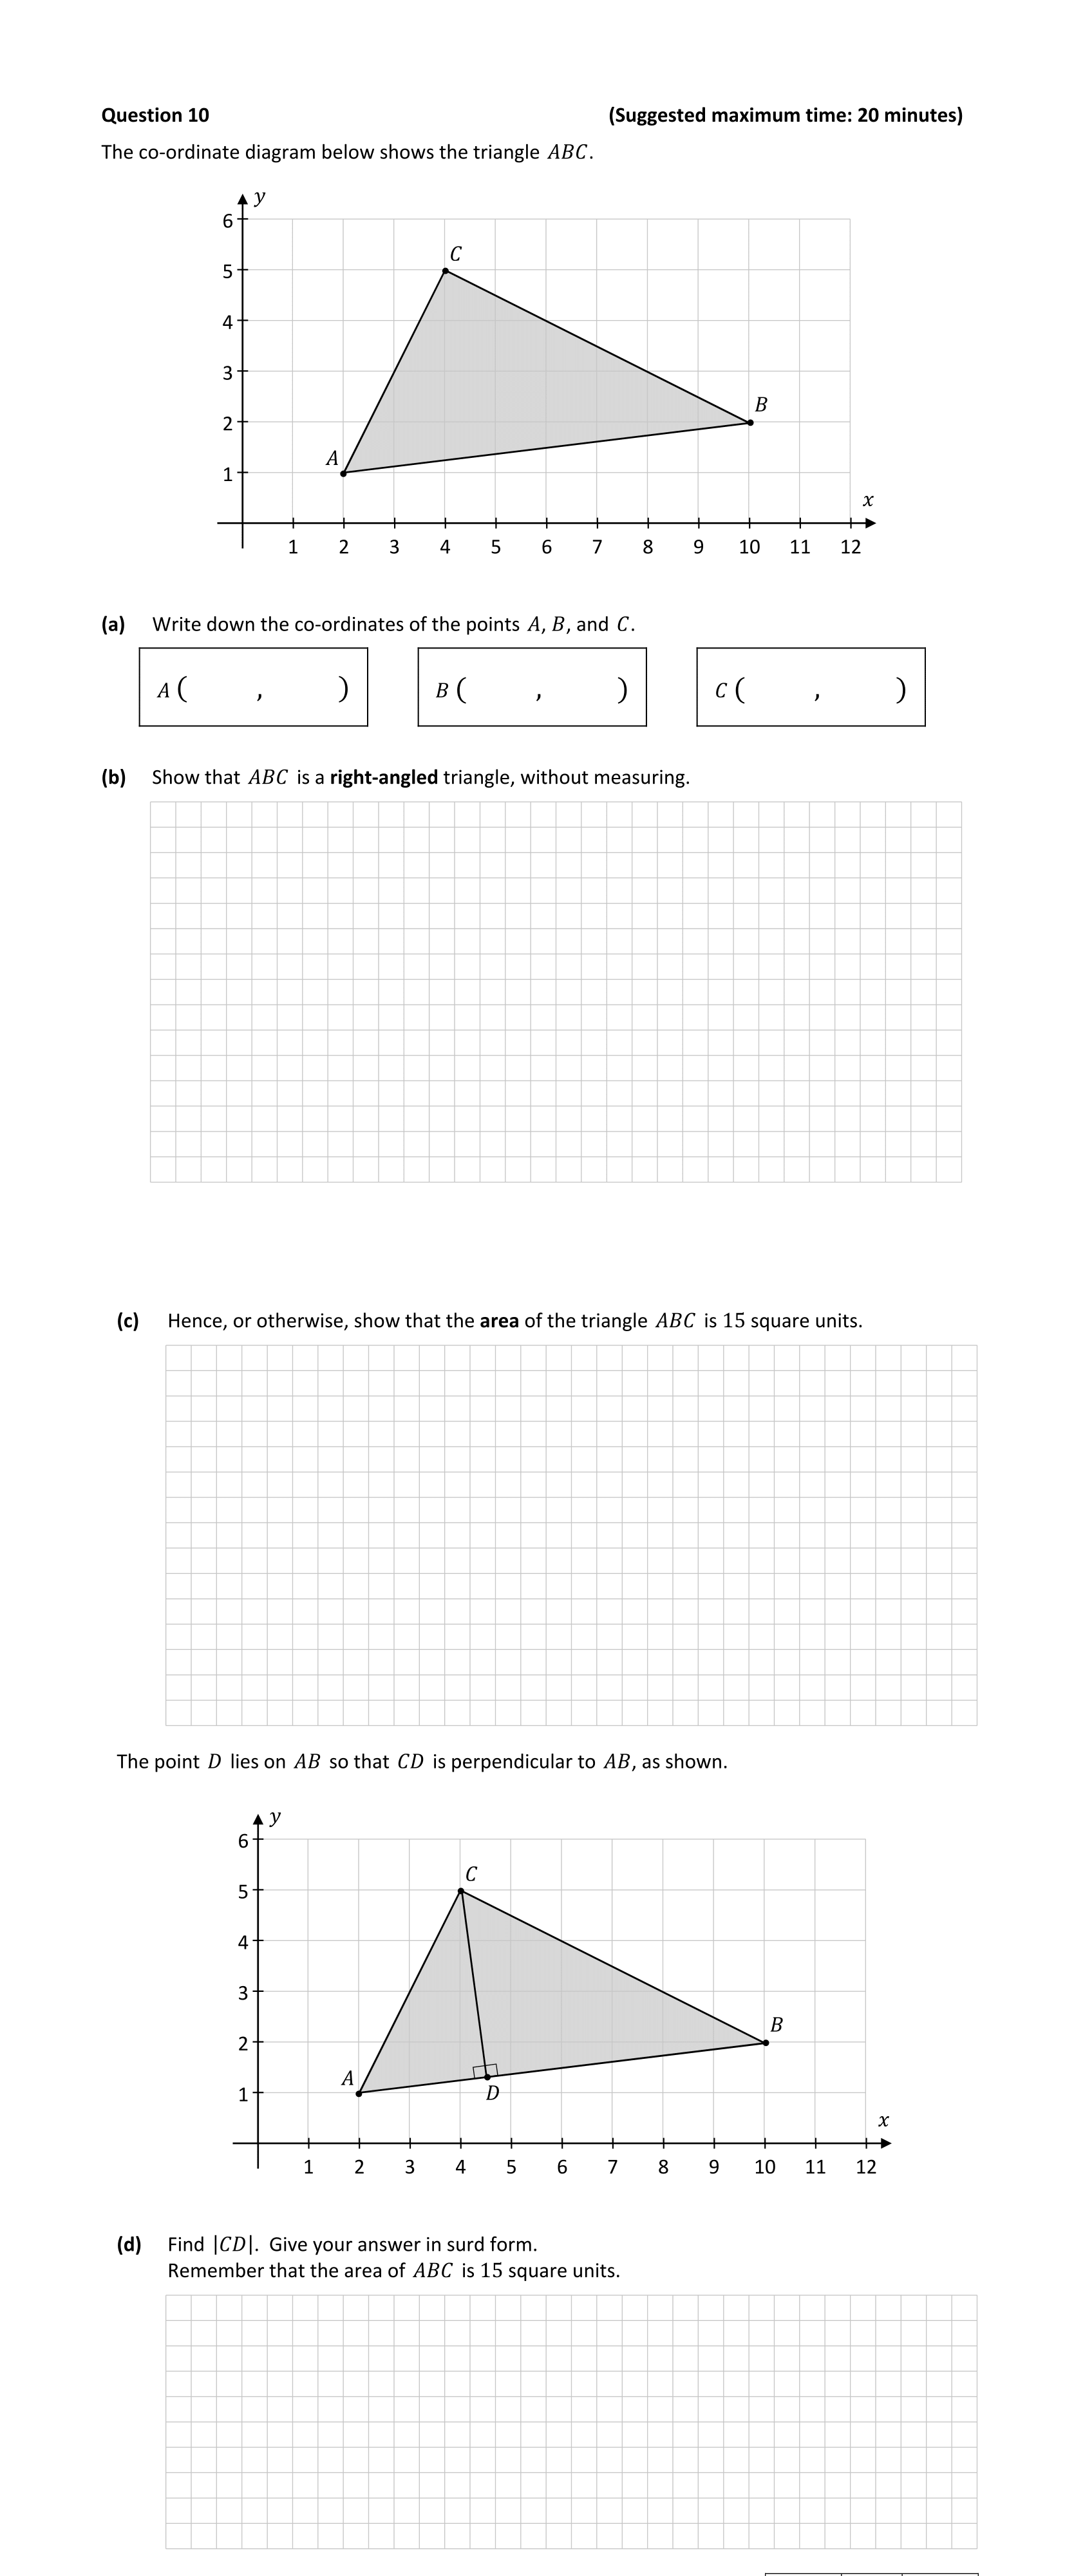 Question 10 (Suggested maximum time: 20 minutes)
The co-ordinate diagram below shows the triangle ABC.
y
6
C
5
4
3
B
2
A
1
x
1 2 3 4 5 6 7 8 9 10 11 12
(a) Write down the co-ordinates of the points A, B, and C.
A ( , ) B ( , ) C ( , )
(b) Show that ABC is a right-angled triangle, without measuring.
(c) Hence, or otherwise, show that the area of the triangle ABC is 15 square units.
The point D lies on AB so that CD is perpendicular to AB, as shown.
y
6
C
5
4
3
B
2
A
1
D
x
1 2 3 4 5 6 7 8 9 10 11 12
(d) Find |CD|. Give your answer in surd form.
Remember that the area of ABC is 15 square units.